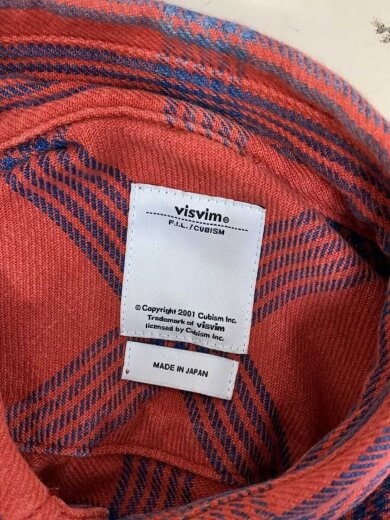 visvim®
F.I.L./CUBISM
© Copyright 2001 Cubism Inc.
Trademark of visvim
licensed by Cubism Inc.
MADE IN JAPAN